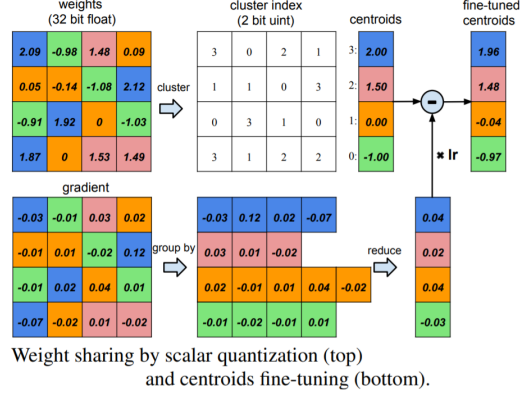 weights
(32 bit float)
cluster index
(2 bit uint)
centroids
fine-tuned
centroids
2.09 -0.98 1.48 0.09
0.05 -0.14 -1.08 2.12
-0.91 1.92 0 -1.03
1.87 0 1.53 1.49
cluster
3 0 2 1
1 1 0 3
0 3 1 0
3 1 2 2
3: 2.00
2: 1.50
1: 0.00
0: -1.00
-
× lr
1.96
1.48
-0.04
-0.97
gradient
-0.03 -0.01 0.03 0.02
-0.01 0.01 -0.02 0.12
-0.01 0.02 0.04 0.01
-0.07 -0.02 0.01 -0.02
group by
-0.03 0.12 0.02 -0.07
0.03 0.01 -0.02
0.02 -0.01 0.01 0.04 -0.02
-0.01 -0.02 -0.01 0.01
reduce
0.04
0.02
0.04
-0.03
Weight sharing by scalar quantization (top)
and centroids fine-tuning (bottom).